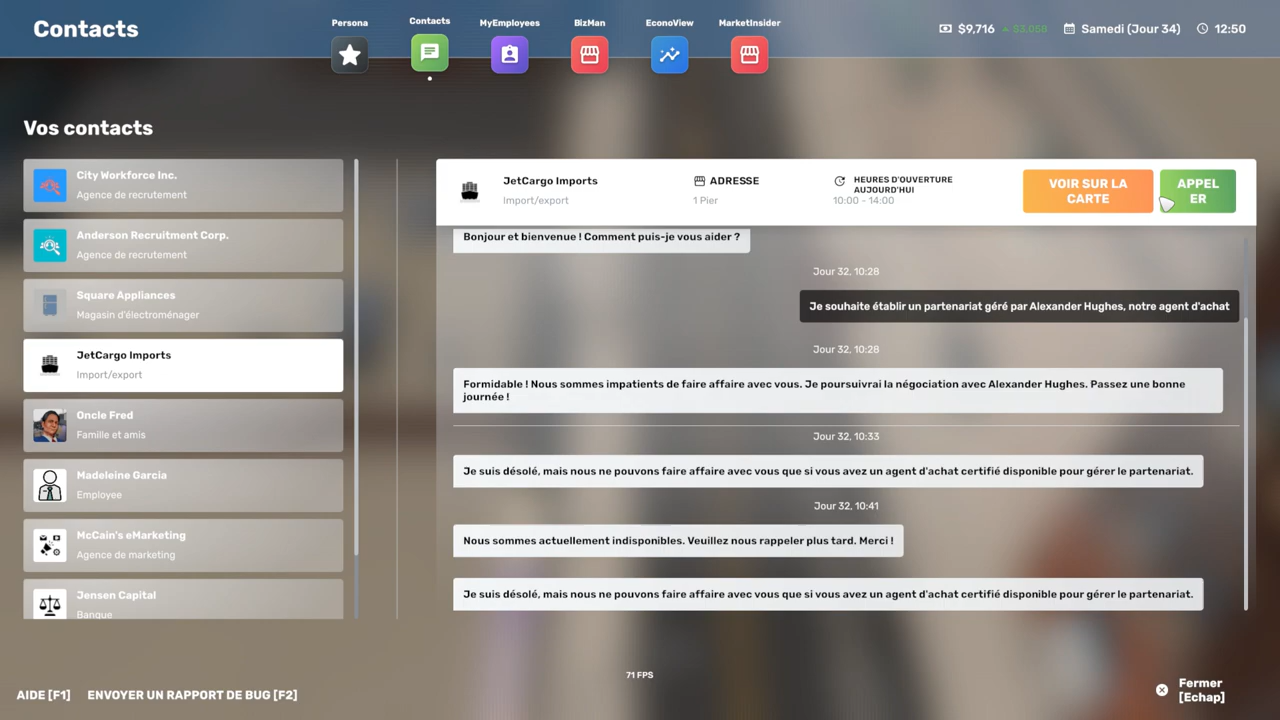 Contacts
Persona
Contacts
MyEmployees
BizMan
EconoView
MarketInsider
$9,716
$3,058
Samedi (Jour 34)
12:50
Vos contacts
City Workforce Inc.
Agence de recrutement
Anderson Recruitment Corp.
Agence de recrutement
Square Appliances
Magasin d'électroménager
JetCargo Imports
Import/export
Oncle Fred
Famille et amis
Madeleine Garcia
Employee
McCain's eMarketing
Agence de marketing
Jensen Capital
Banque
JetCargo Imports
Import/export
ADRESSE
1 Pier
HEURES D'OUVERTURE
AUJOURD'HUI
10:00 - 14:00
VOIR SUR LA
CARTE
APPEL
ER
Bonjour et bienvenue ! Comment puis-je vous aider ?
Jour 32, 10:28
Je souhaite établir un partenariat géré par Alexander Hughes, notre agent d'achat
Jour 32, 10:28
Formidable ! Nous sommes impatients de faire affaire avec vous. Je poursuivrai la négociation avec Alexander Hughes. Passez une bonne
journée !
Jour 32, 10:33
Je suis désolé, mais nous ne pouvons faire affaire avec vous que si vous avez un agent d'achat certifié disponible pour gérer le partenariat.
Jour 32, 10:41
Nous sommes actuellement indisponibles. Veuillez nous rappeler plus tard. Merci !
Je suis désolé, mais nous ne pouvons faire affaire avec vous que si vous avez un agent d'achat certifié disponible pour gérer le partenariat.
71 FPS
AIDE [F1]
ENVOYER UN RAPPORT DE BUG [F2]
Fermer
[Echap]